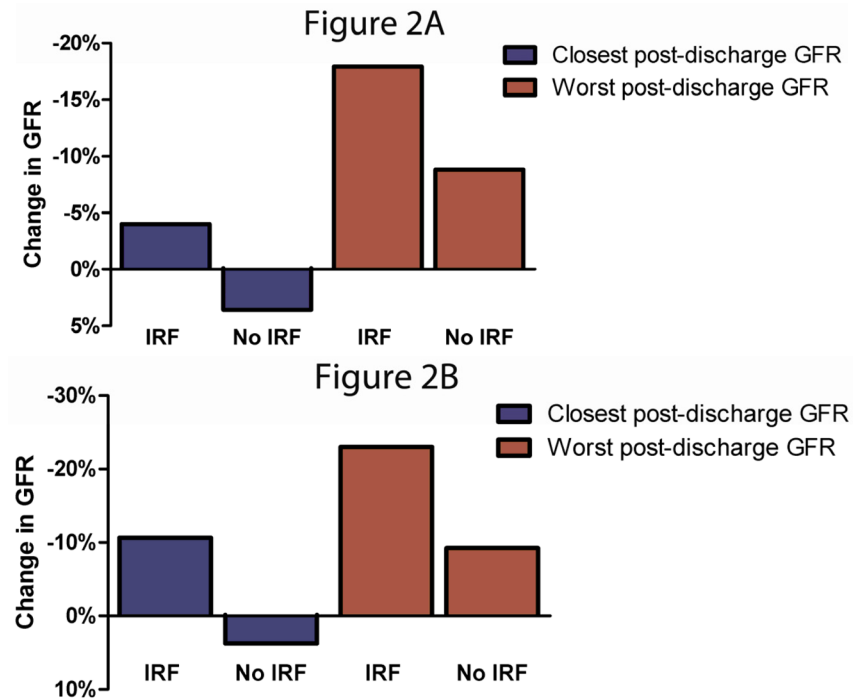 Figure 2A
Closest post-discharge GFR
Worst post-discharge GFR
Change in GFR
-20%
-15%
-10%
-5%
0%
5%
IRF No IRF IRF No IRF
Figure 2B
Closest post-discharge GFR
Worst post-discharge GFR
Change in GFR
-30%
-20%
-10%
0%
10%
IRF No IRF IRF No IRF